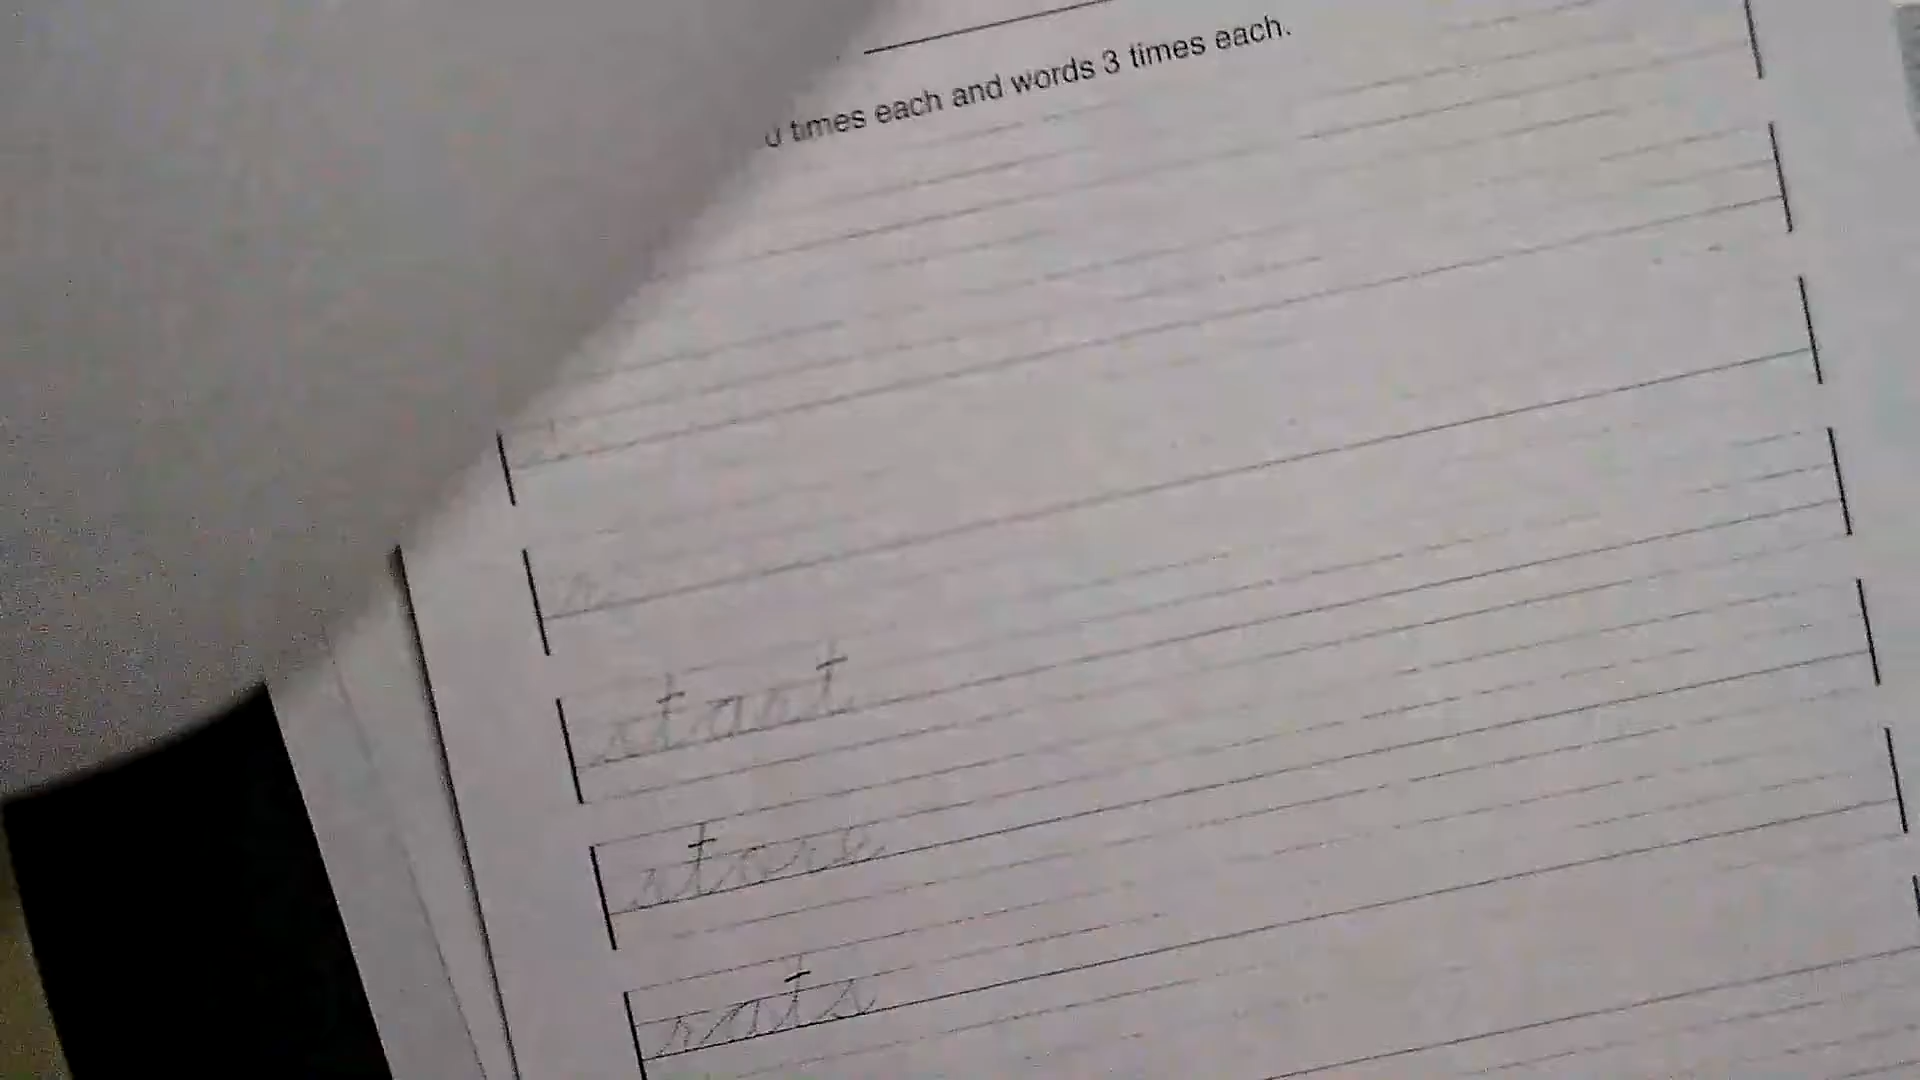 times each and words 3 times each.
r
start
store
rats